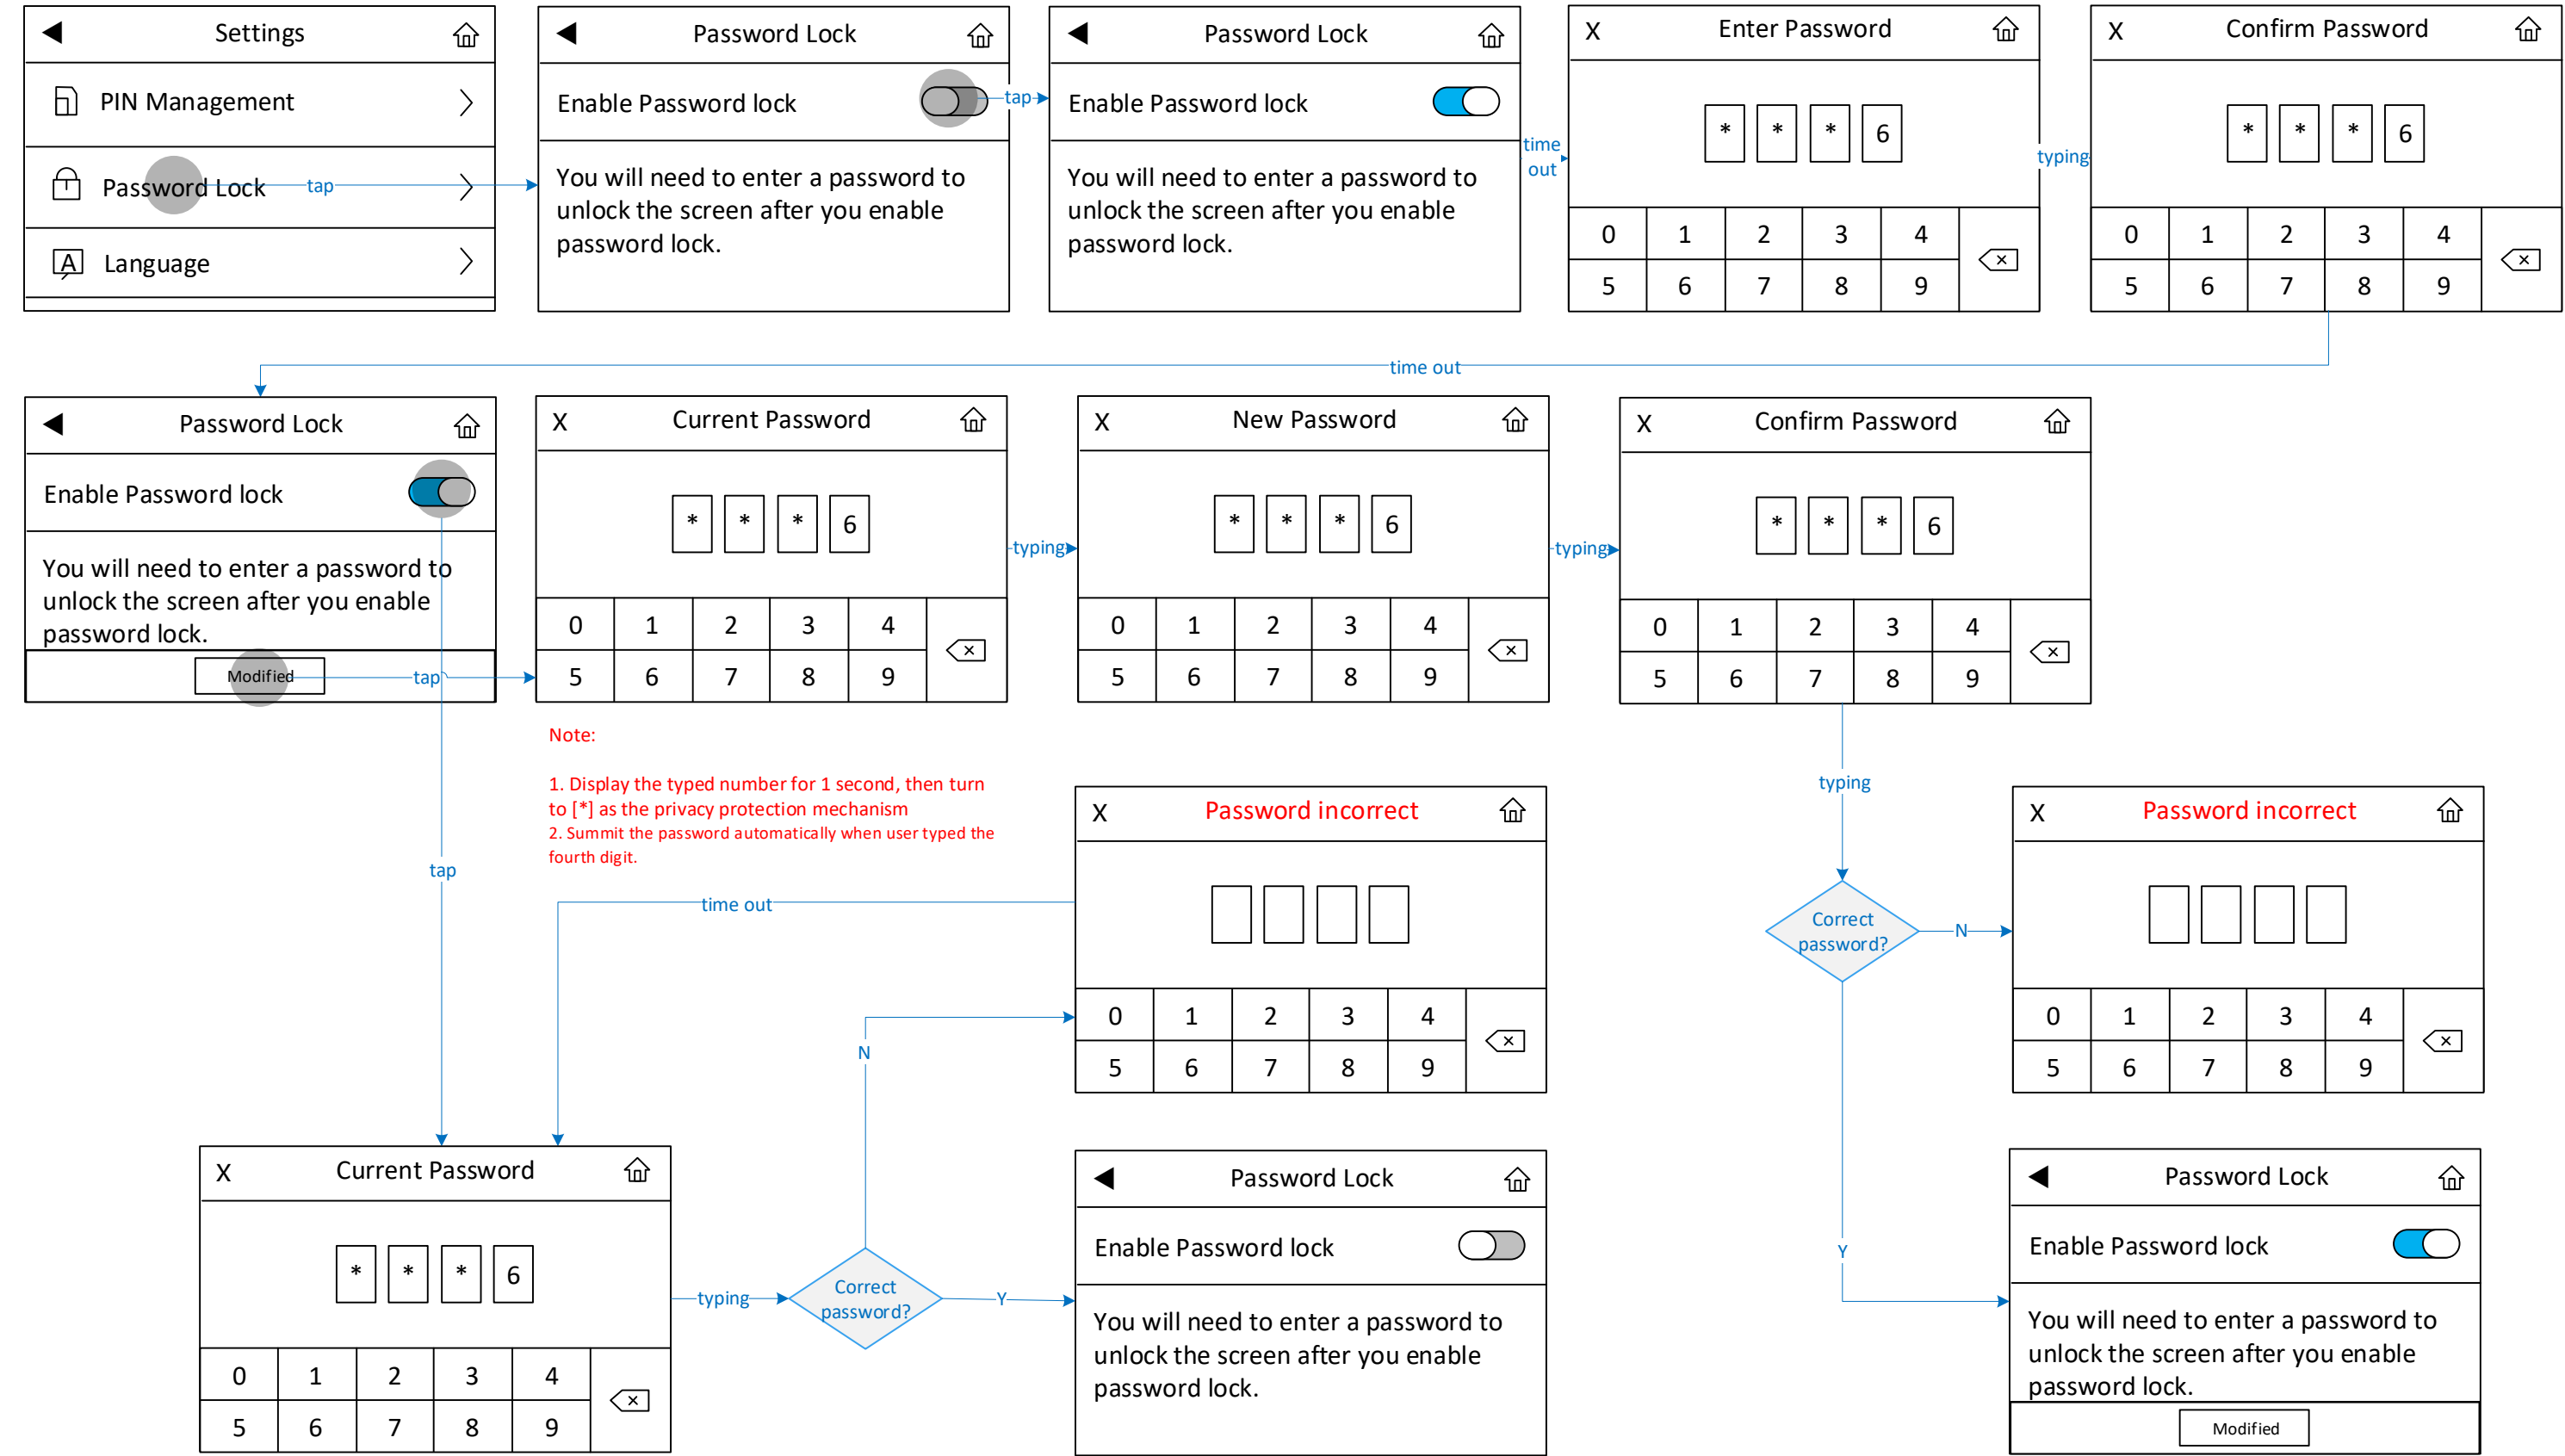 Settings
PIN Management
Password Lock
tap
A Language
Password Lock
Enable Password lock
tap
You will need to enter a password to
unlock the screen after you enable
password lock.
Password Lock
Enable Password lock
You will need to enter a password to
unlock the screen after you enable
password lock.
time
out
X Enter Password
* * * 6
0 1 2 3 4
5 6 7 8 9
typing
X Confirm Password
* * * 6
0 1 2 3 4
5 6 7 8 9
time out
Password Lock
Enable Password lock
You will need to enter a password to
unlock the screen after you enable
password lock.
Modified
tap
X Current Password
* * * 6
0 1 2 3 4
5 6 7 8 9
typing
X New Password
* * * 6
0 1 2 3 4
5 6 7 8 9
typing
X Confirm Password
* * * 6
0 1 2 3 4
5 6 7 8 9
Note:
1. Display the typed number for 1 second, then turn
to [*] as the privacy protection mechanism
2. Summit the password automatically when user typed the
fourth digit.
tap
time out
X Password incorrect
0 1 2 3 4
5 6 7 8 9
typing
Correct
password?
N
X Password incorrect
0 1 2 3 4
5 6 7 8 9
N
X Current Password
* * * 6
0 1 2 3 4
5 6 7 8 9
typing
Correct
password?
Y
Password Lock
Enable Password lock
You will need to enter a password to
unlock the screen after you enable
password lock.
Y
Password Lock
Enable Password lock
You will need to enter a password to
unlock the screen after you enable
password lock.
Modified